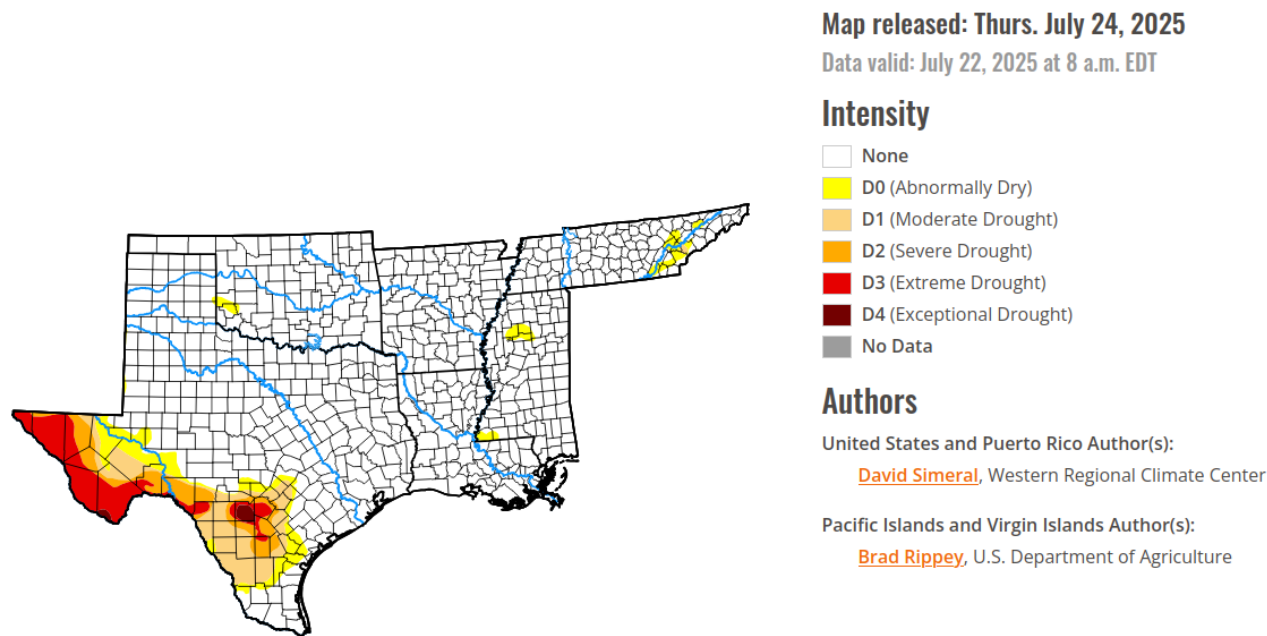 Map released: Thurs. July 24, 2025
Data valid: July 22, 2025 at 8 a.m. EDT
Intensity
None
D0 (Abnormally Dry)
D1 (Moderate Drought)
D2 (Severe Drought)
D3 (Extreme Drought)
D4 (Exceptional Drought)
No Data
Authors
United States and Puerto Rico Author(s):
David Simeral, Western Regional Climate Center
Pacific Islands and Virgin Islands Author(s):
Brad Rippey, U.S. Department of Agriculture